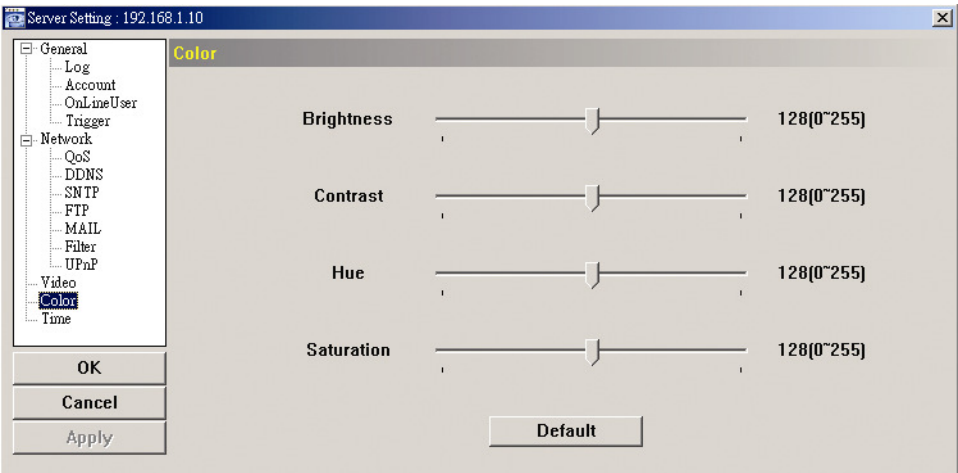 Server Setting : 192.168.1.10
General
Log
Account
OnLineUser
Trigger
Network
QoS
DDNS
SNTP
FTP
MAIL
Filter
UPnP
Video
Color
Time
OK
Cancel
Apply
Color
Brightness 128(0~255)
Contrast 128(0~255)
Hue 128(0~255)
Saturation 128(0~255)
Default